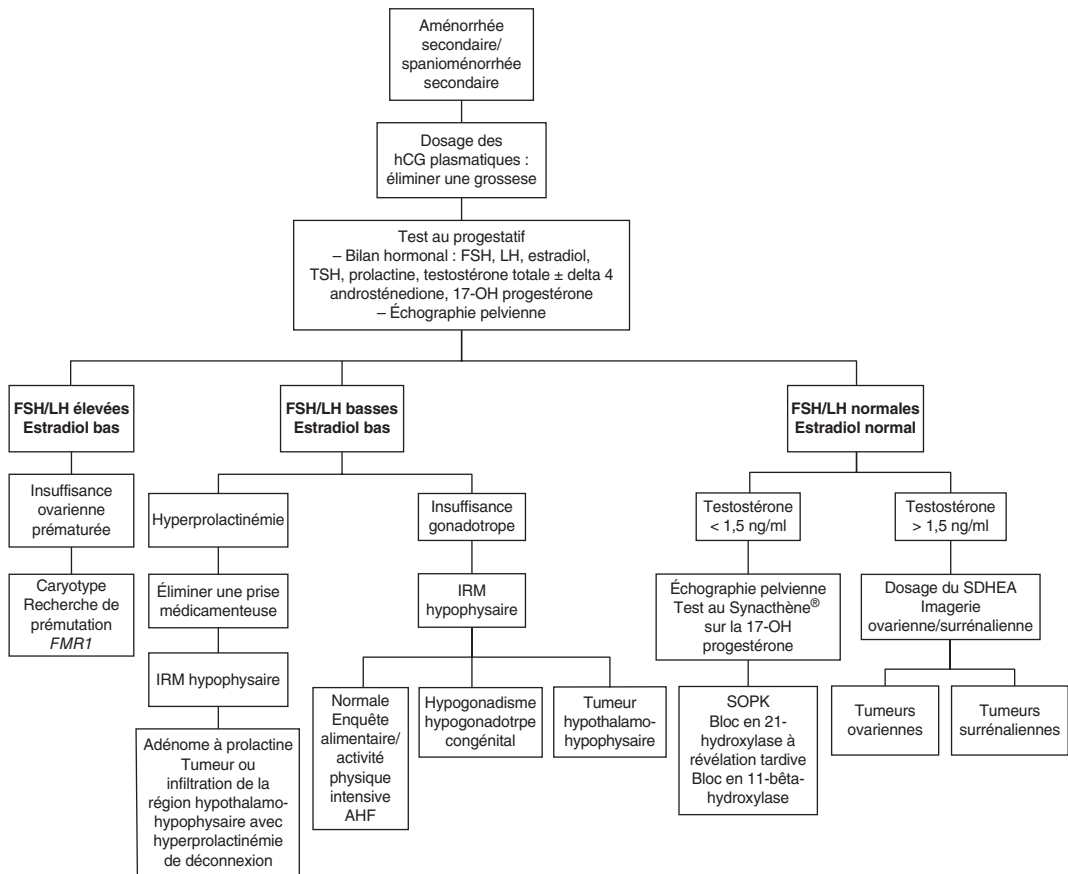 Aménorrhée
secondaire/
spanioménorrhée
secondaire
Dosage des
hCG plasmatiques :
éliminer une grossese
Test au progestatif
– Bilan hormonal : FSH, LH, estradiol,
TSH, prolactine, testostérone totale ± delta 4
androsténedione, 17-OH progestérone
– Échographie pelvienne
FSH/LH élevées
Estradiol bas
FSH/LH basses
Estradiol bas
FSH/LH normales
Estradiol normal
Insuffisance
ovarienne
prématurée
Hyperprolactinémie
Insuffisance
gonadotrope
Testostérone
< 1,5 ng/ml
Testostérone
> 1,5 ng/ml
Caryotype
Recherche de
prémutation
FMR1
Éliminer une prise
médicamenteuse
IRM
hypophysaire
Échographie pelvienne
Test au Synacthène®
sur la 17-OH
progestérone
Dosage du SDHEA
Imagerie
ovarienne/surrénalienne
IRM hypophysaire
Normale
Enquête
alimentaire/
activité
physique
intensive
AHF
Hypogonadisme
hypogonadotrpe
congénital
Tumeur
hypothalamo-
hypophysaire
SOPK
Bloc en 21-
hydroxylase à
révélation tardive
Bloc en 11-bêta-
hydroxylase
Tumeurs
ovariennes
Tumeurs
surrénaliennes
Adénome à prolactine
Tumeur ou
infiltration de la
région hypothalamo-
hypophysaire avec
hyperprolactinémie
de déconnexion